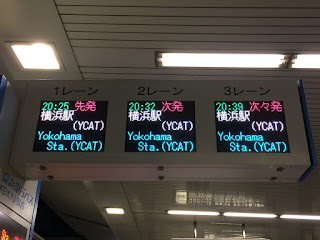 1レーン
20:25 先発
横浜駅
(YCAT)
Yokohama
Sta.(YCAT)
2レーン
20:32 次発
横浜駅
(YCAT)
Yokohama
Sta.(YCAT)
3レーン
20:39 次々発
横浜駅
(YCAT)
Yokohama
Sta.(YCAT)